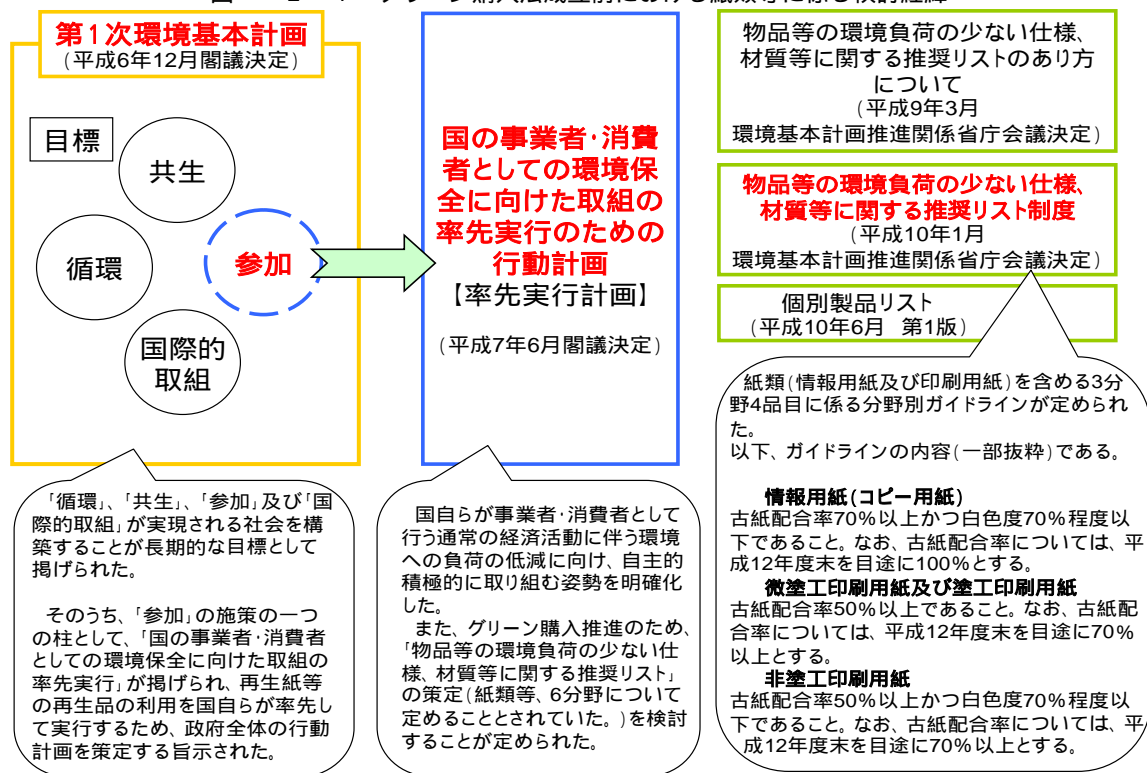 第1次環境基本計画
(平成6年12月閣議決定)
目標
共生
循環
参加
国際的
取組
「循環」、「共生」、「参加」及び「国
際的取組」が実現される社会を構
築することが長期的な目標として
掲げられた。
そのうち、「参加」の施策の一つ
の柱として、「国の事業者・消費者
としての環境保全に向けた取組の
率先実行」が掲げられ、再生紙等
の再生品の利用を国自らが率先し
て実行するため、政府全体の行動
計画を策定する旨示された。
国の事業者・消費
者としての環境保
全に向けた取組の
率先実行のための
行動計画
【率先実行計画】
(平成7年6月閣議決定)
国自らが事業者・消費者として
行う通常の経済活動に伴う環境
への負荷の低減に向け、自主的
積極的に取り組む姿勢を明確化
した。
また、グリーン購入推進のため、
「物品等の環境負荷の少ない仕
様、材質等に関する推奨リスト」
の策定(紙類等、6分野について
定めることとされていた。)を検討
することが定められた。
物品等の環境負荷の少ない仕様、
材質等に関する推奨リストのあり方
について
(平成9年3月
環境基本計画推進関係省庁会議決定)
物品等の環境負荷の少ない仕様、
材質等に関する推奨リスト制度
(平成10年1月
環境基本計画推進関係省庁会議決定)
個別製品リスト
(平成10年6月 第1版)
紙類(情報用紙及び印刷用紙)を含める3分
野4品目に係る分野別ガイドラインが定められ
た。
以下、ガイドラインの内容(一部抜粋)である。
情報用紙(コピー用紙)
古紙配合率70%以上かつ白色度70%程度以
下であること。なお、古紙配合率については、平
成12年度末を目途に100%とする。
微塗工印刷用紙及び塗工印刷用紙
古紙配合率50%以上であること。なお、古紙配
合率については、平成12年度末を目途に70%
以上とする。
非塗工印刷用紙
古紙配合率50%以上かつ白色度70%程度以
下であること。なお、古紙配合率については、平
成12年度末を目途に70%以上とする。